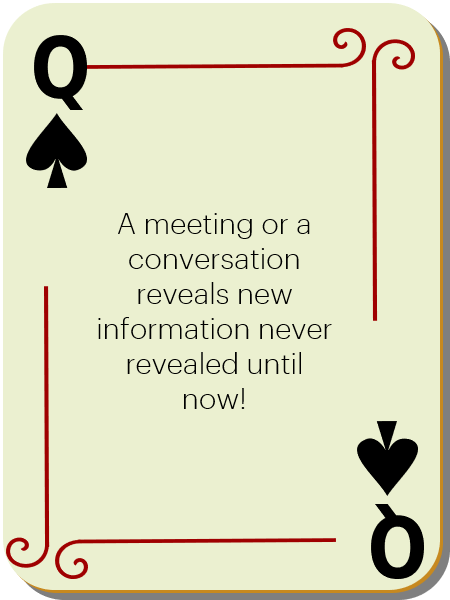 Q
A meeting or a
conversation
reveals new
information never
revealed until
now!
Q